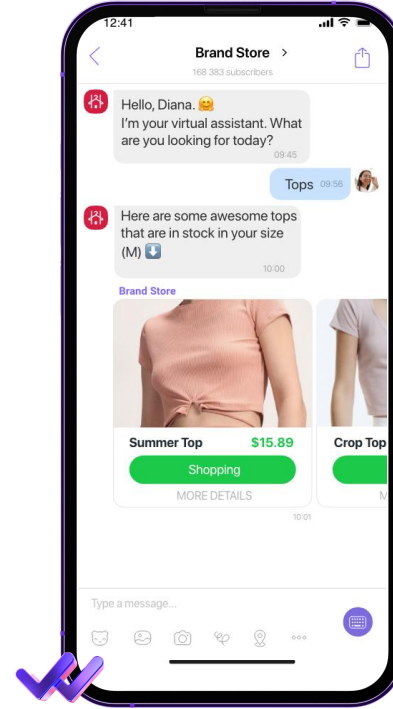 12:41
Brand Store >
168 383 subscribers
Hello, Diana. 🤗
I'm your virtual assistant. What
are you looking for today?
09:45
Tops 09:56
Here are some awesome tops
that are in stock in your size
(M) ⬇️
10:00
Brand Store
Summer Top $15.89
Crop Top
Shopping
MORE DETAILS
M
10:01
Type a message...